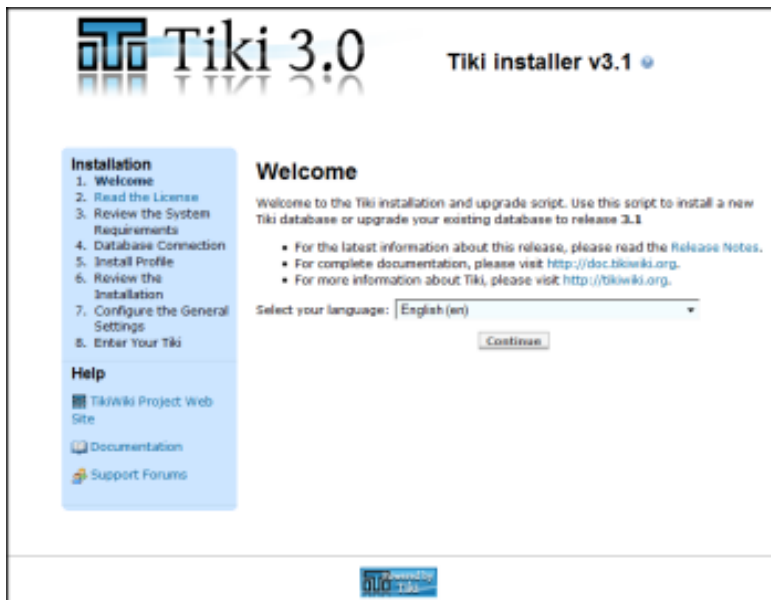 Tiki 3.0
Tiki installer v3.1
Installation
1. Welcome
2. Read the License
3. Review the System
Requirements
4. Database Connection
5. Install Profile
6. Review the
Installation
7. Configure the General
Settings
8. Enter Your Tiki
Help
TikiWiki Project Web
Site
Documentation
Support Forums
Welcome
Welcome to the Tiki installation and upgrade script. Use this script to install a new
Tiki database or upgrade your existing database to release 3.1
• For the latest information about this release, please read the Release Notes.
• For complete documentation, please visit http://doc.tikiwiki.org.
• For more information about Tiki, please visit http://tikiwiki.org.
Select your language: English (en)
Continue
Powered by
Tiki